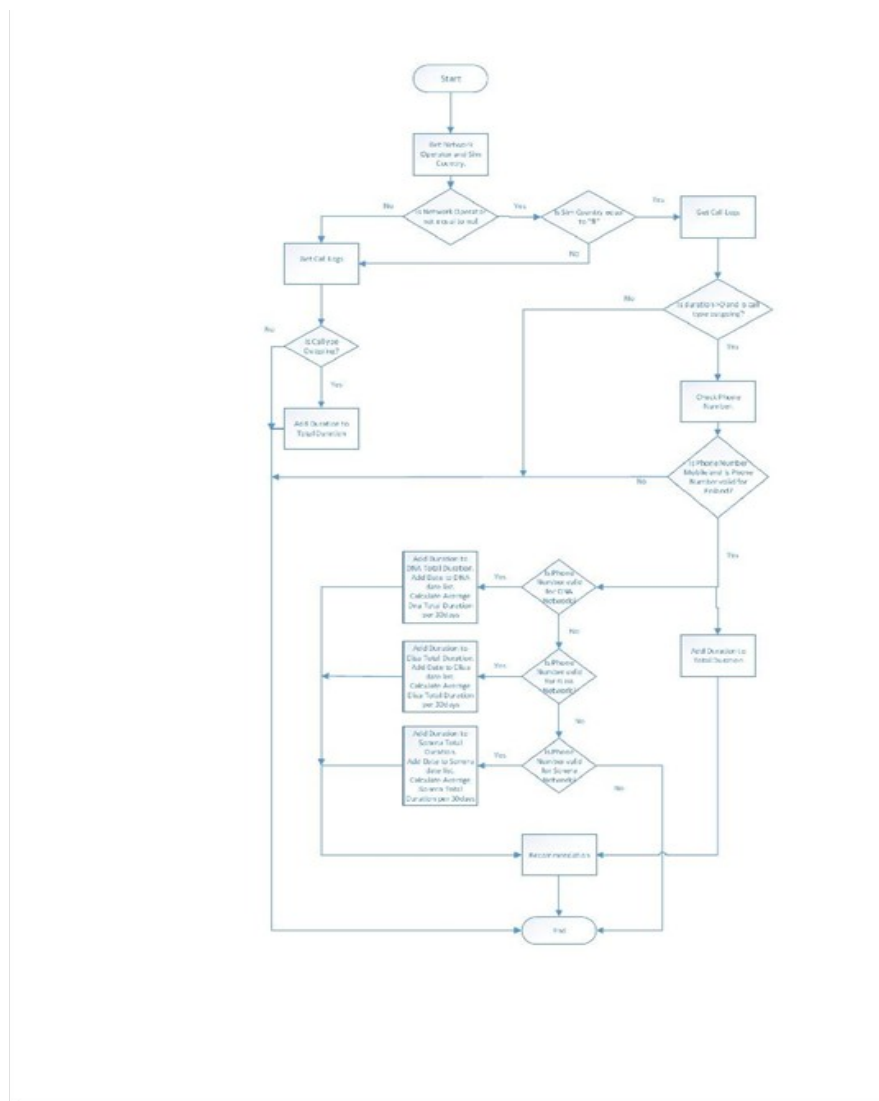 Start
Get Network
Operator and Sim
Country.
No
Is Network Operator
not equal to null
Yes
Is Sim Country equal
to
Yes
Get Call Logs
Get Call Logs
No
No
Is duration >0 and is call
type outgoing?
No
Is Call type
Outgoing?
Yes
Yes
Check Phone
Number.
Add Duration to
Total Duration
Is Phone Number
Mobile and is Phone
Number valid for
No
Yes
Add Duration to
DNA Total Duration.
Add Date to DNA
date list.
Calculate Average
Dna Total Duration
per 30days
Yes
Is Phone
Number valid
for DNA
Network?
No
Add Duration to
Total Duration
Add Duration to
Elisa Total Duration.
Add Date to Elisa
date list.
Calculate Average
Elisa Total Duration
per 30days
Yes
Is Phone
Number valid
for Elisa
Network?
No
Add Duration to
Sonera Total
Duration.
Add Date to Sonera
date list.
Calculate Average
Sonera Total
Duration per 30days
Yes
Is Phone
Number valid
for Sonera
Network?
No
Recommendation
End